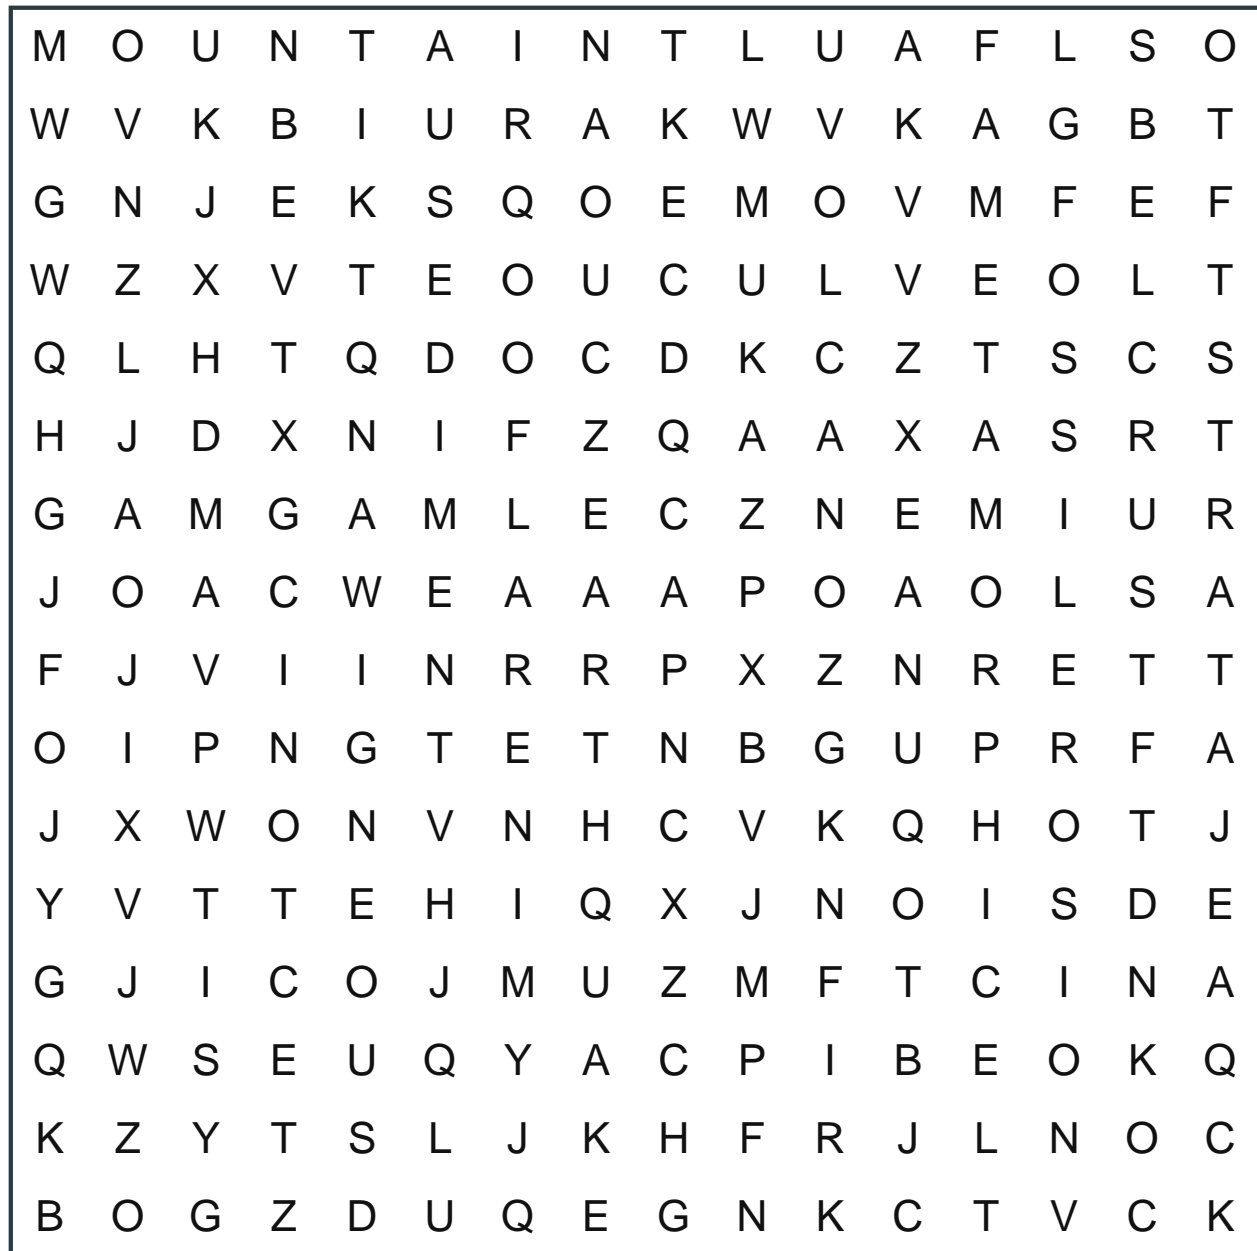 M O U N T A I N T L U A F L S O
W V K B I U R A K W V K A G B T
G N J E K S Q O E M O V M F E F
W Z X V T E O U C U L V E O L T
Q L H T Q D O C D K C Z T S C S
H J D X N I F Z Q A A X A S R T
G A M G A M L E C Z N E M I U R
J O A C W E A A A P O A O L S A
F J V I I N R R P X Z N R E T T
O I P N G T E T N B G U P R F A
J X W O N V N H C V K Q H O T J
Y V T T E H I Q X J N O I S D E
G J I C O J M U Z M F T C I N A
Q W S E U Q Y A C P I B E O K Q
K Z Y T S L J K H F R J L N O C
B O G Z D U Q E G N K C T V C K